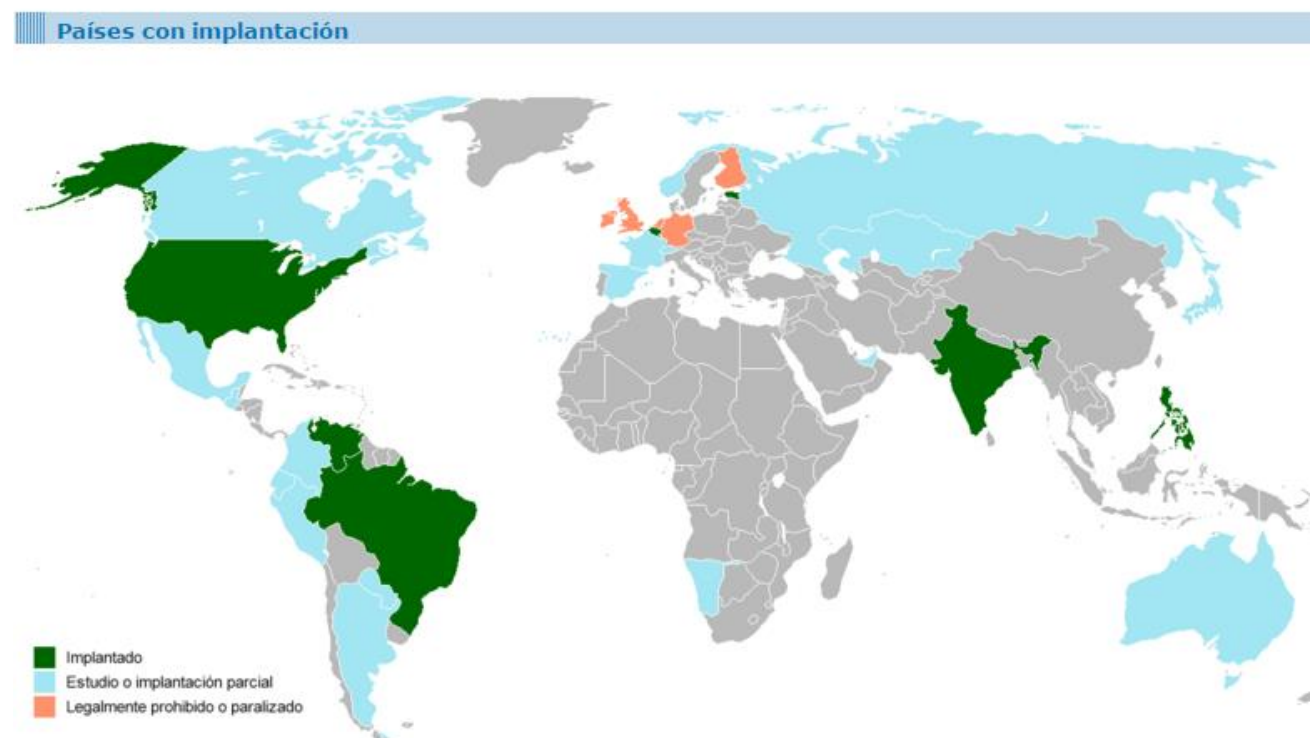 Países con implantación
Implantado
Estudio o implantación parcial
Legalmente prohibido o paralizado